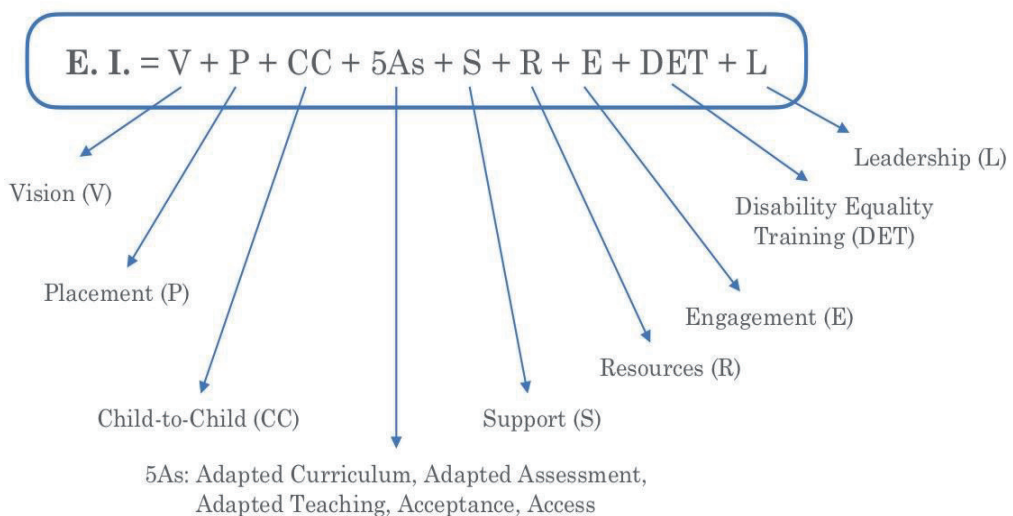 E. I. = V + P + CC + 5As + S + R + E + DET + L
Leadership (L)
Vision (V)
Disability Equality
Training (DET)
Placement (P)
Engagement (E)
Resources (R)
Child-to-Child (CC)
Support (S)
5As: Adapted Curriculum, Adapted Assessment,
Adapted Teaching, Acceptance, Access